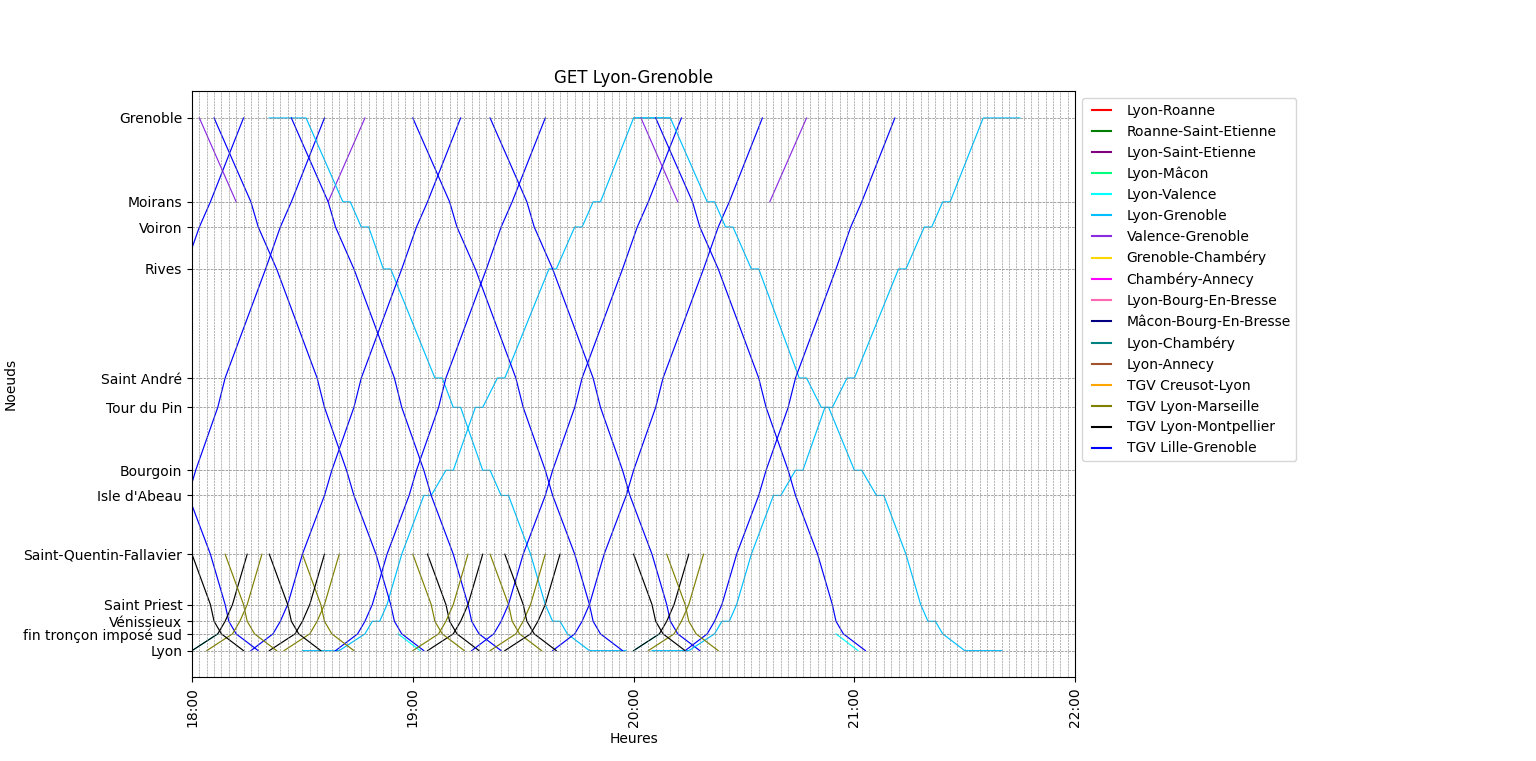 GET Lyon-Grenoble
Grenoble
Moirans
Voiron
Rives
Saint André
Tour du Pin
Bourgoin
Isle d'Abeau
Saint-Quentin-Fallavier
Saint Priest
Vénissieux
fin tronçon imposé sud
Lyon
Noeuds
18:00
19:00
20:00
21:00
22:00
Heures
Lyon-Roanne
Roanne-Saint-Etienne
Lyon-Saint-Etienne
Lyon-Mâcon
Lyon-Valence
Lyon-Grenoble
Valence-Grenoble
Grenoble-Chambéry
Chambéry-Annecy
Lyon-Bourg-En-Bresse
Mâcon-Bourg-En-Bresse
Lyon-Chambéry
Lyon-Annecy
TGV Creusot-Lyon
TGV Lyon-Marseille
TGV Lyon-Montpellier
TGV Lille-Grenoble